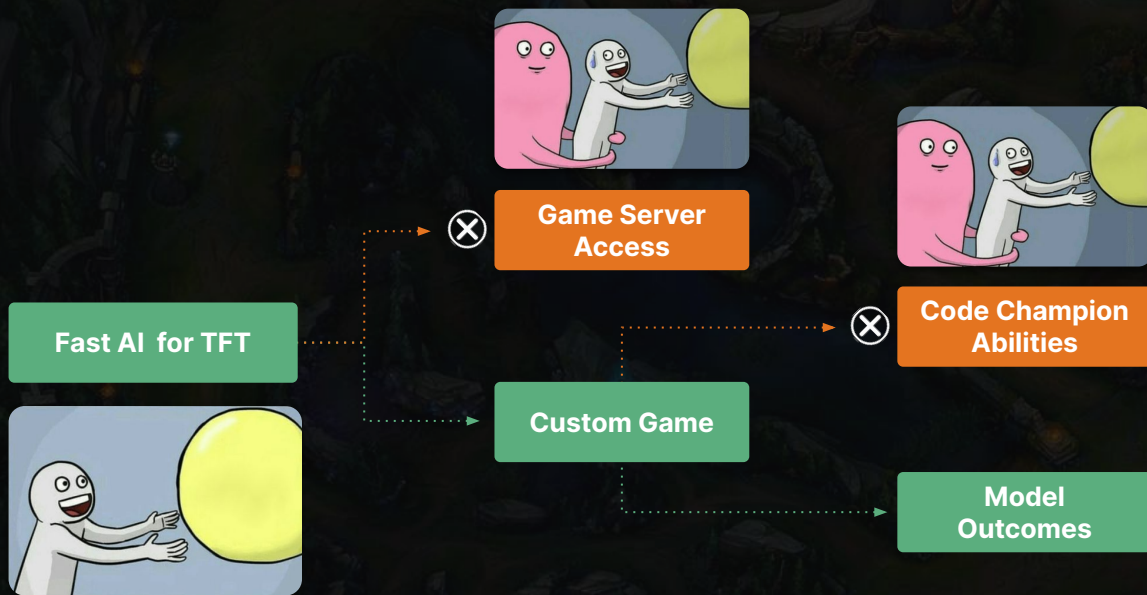 Game Server
Access
Code Champion
Abilities
Fast AI for TFT
Custom Game
Model
Outcomes